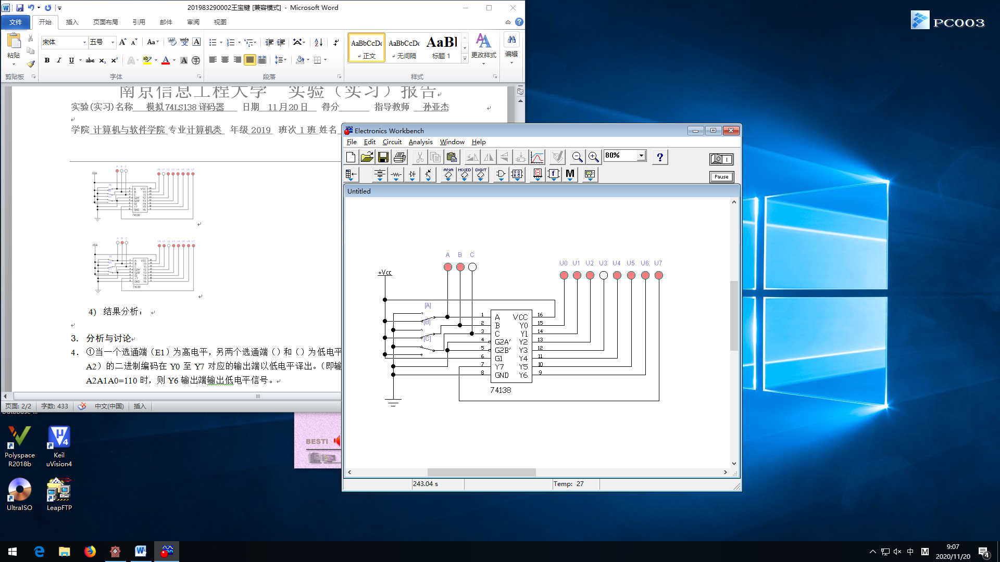 201983290002王宝楗 [兼容模式] - Microsoft Word
文件 开始 插入 页面布局 引用 邮件 审阅 视图
宋体 五号
粘贴
AaBbCcDc AaBbCcDc AaBl
正文 无间隔 标题 1 更改样式 编辑
剪贴板 字体 段落 样式
南京信息工程大学 实验（实习）报告
实验(实习)名称 模拟74LS138译码器 日期 11月20日 得分 指导教师 孙亚杰
学院 计算机与软件学院 专业计算机类 年级 2019 班次 1 班 姓名
4) 结果分析：
3. 分析与讨论
4. ①当一个选通端（E1）为高电平，另两个选通端（）和（）为低电平
A2）的二进制编码在 Y0 至 Y7 对应的输出端以低电平译出。（即输
A2A1A0=110 时，则 Y6 输出端输出低电平信号。
页面: 2/2 字数: 433 中文(中国) 插入
Electronics Workbench
File Edit Circuit Analysis Window Help
80%
ANA MIXED DIGIT
M
Pause
Untitled
A B C
U0 U1 U2 U3 U4 U5 U6 U7
+Vcc
[A]
[B]
[C]
1 A VCC 16
2 B Y0 15
3 C Y1 14
4 G2A' Y2 13
5 G2B' Y3 12
6 G1 Y4 11
7 Y7 Y5 10
8 GND Y6 9
74138
243.04 s Temp: 27
PC003
BESTI
Polyspace R2018b
Keil uVision4
UltraISO
LeapFTP
中 M
9:07
2020/11/20
4